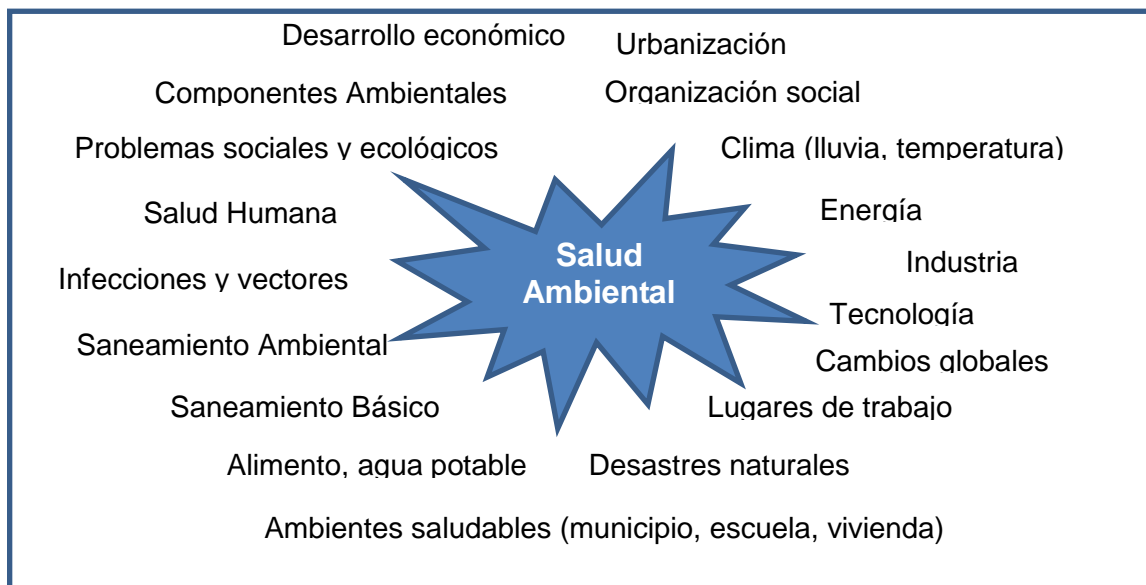 Desarrollo económico
Urbanización
Componentes Ambientales
Organización social
Problemas sociales y ecológicos
Clima (lluvia, temperatura)
Salud Humana
Energía
Salud
Ambiental
Industria
Infecciones y vectores
Tecnología
Saneamiento Ambiental
Cambios globales
Saneamiento Básico
Lugares de trabajo
Alimento, agua potable
Desastres naturales
Ambientes saludables (municipio, escuela, vivienda)